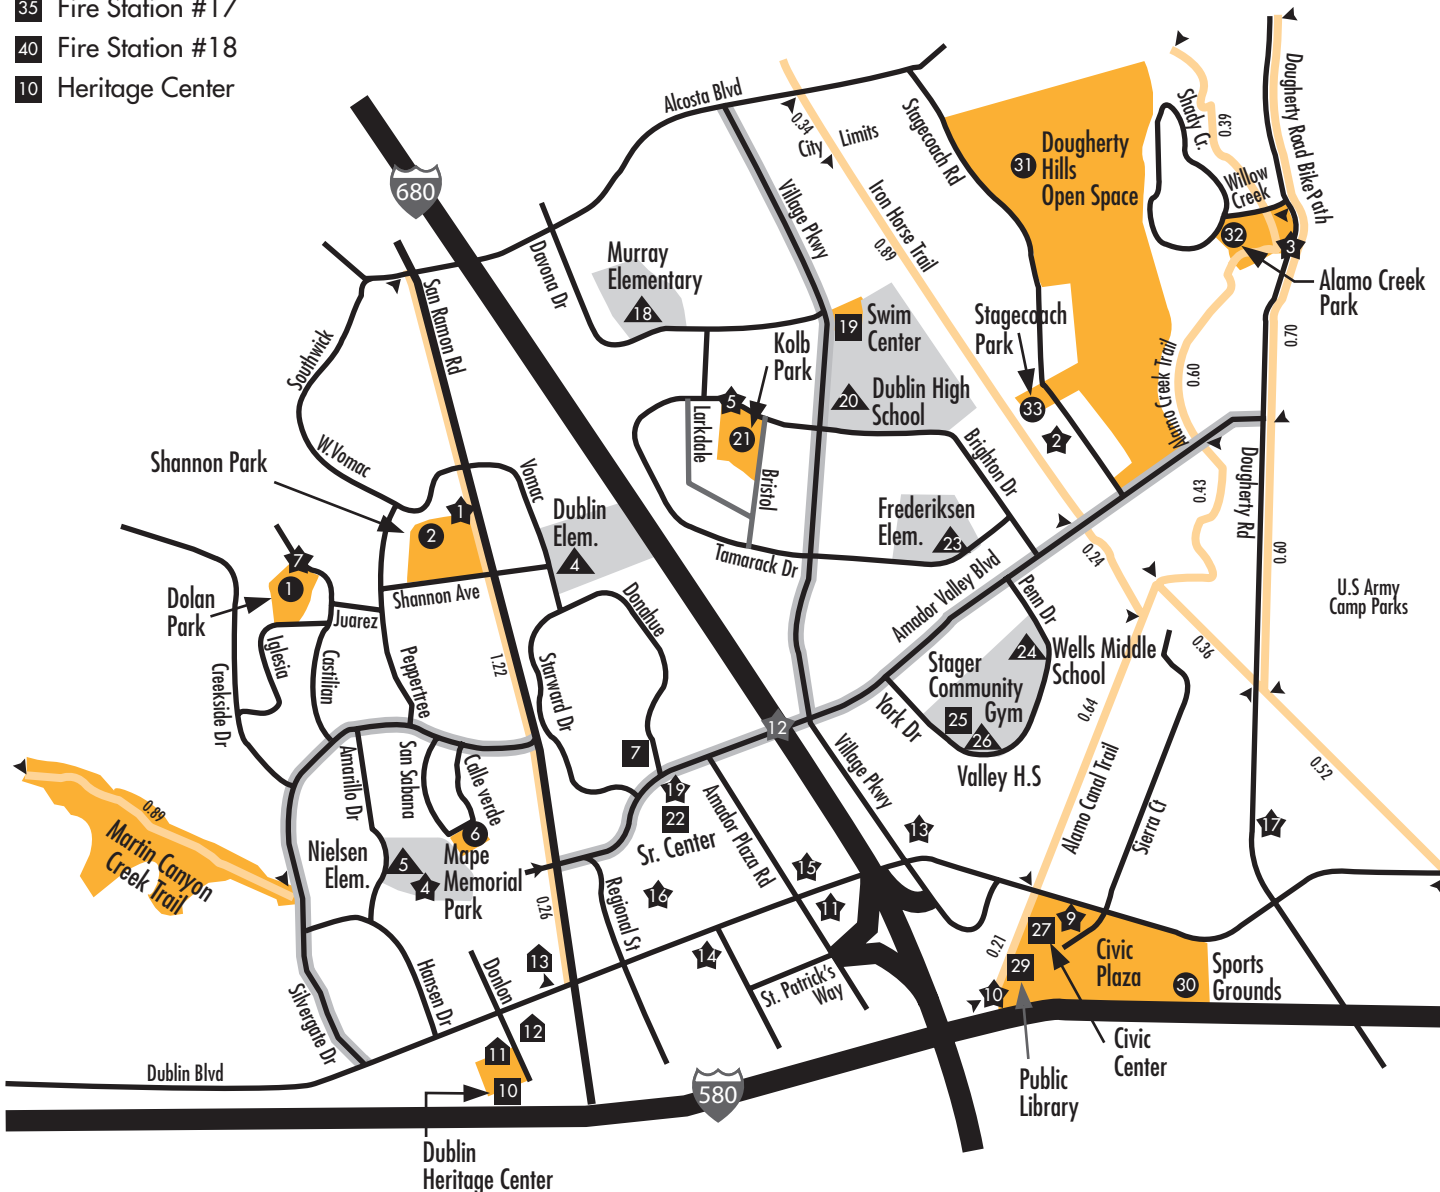 35 Fire Station #17
40 Fire Station #18
10 Heritage Center
680
Alcosta Blvd
0.34
City Limits
Stagecoach Rd
31
Dougherty
Hills
Open Space
Shady Cr.
0.39
Willow
Creek
32
3
Dougherty Road Bike Path
Alamo Creek
Park
Village Pkwy
Iron Horse Trail
0.89
Davona Dr
Murray
Elementary
18
San Ramon Rd
Southwick
W.Vomac
Vomac
19
Swim
Center
Stagecoach
Park
33
2
Kolb
Park
5
21
Larkdale
Bristol
20
Dublin High
School
Alamo Creek Trail
0.60
0.70
0.43
Dougherty Rd
0.60
Brighton Dr
Shannon Park
2
1
Dublin
Elem.
4
Tamarack Dr
Frederiksen
Elem.
23
0.24
Amador Valley Blvd
Penn Dr
U.S Army
Camp Parks
7
1
Dolan
Park
Shannon Ave
Juarez
Iglesia
Castilian
Creekside Dr
Peppertree
1.22
Donahue
Starward Dr
24
Wells Middle
School
Stager
Community
Gym
25
26
Valley H.S
York Dr
0.64
0.36
0.52
Alamo Canal Trail
Sierra Ct
12
Village Pkwy
7
19
22
Sr. Center
Amador Plaza Rd
Amarillo Dr
San Sabana
Calle verde
6
0.89
Martin Canyon
Creek Trail
Nielsen
Elem.
5
4
Mape
Memorial
Park
0.26
Regional St
16
15
11
13
17
14
St. Patrick's
Way
0.21
27
9
29
10
Civic
Plaza
30
Sports
Grounds
Silvergate Dr
Hansen Dr
Donlon
13
12
11
10
Dublin Blvd
580
Civic
Center
Public
Library
Dublin
Heritage Center